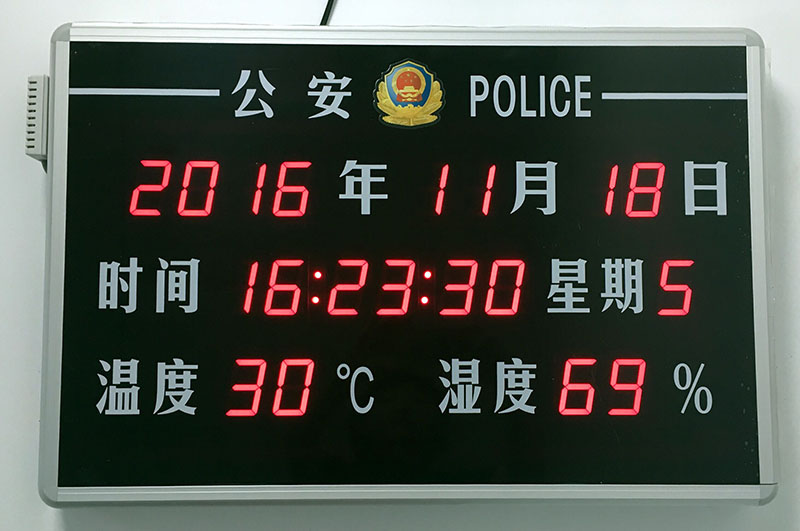 公安 POLICE
2016年 11月 18日
时间 16:23:30 星期5
温度 30℃ 湿度 69%